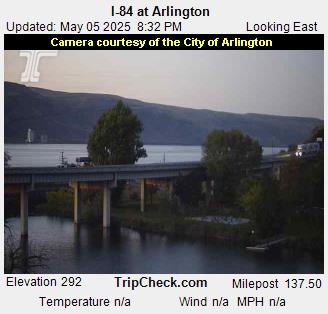 I-84 at Arlington
Updated: May 05 2025 8:32 PM Looking East
Camera courtesy of the City of Arlington
Elevation 292 TripCheck.com Milepost 137.50
Temperature n/a Wind n/a MPH n/a